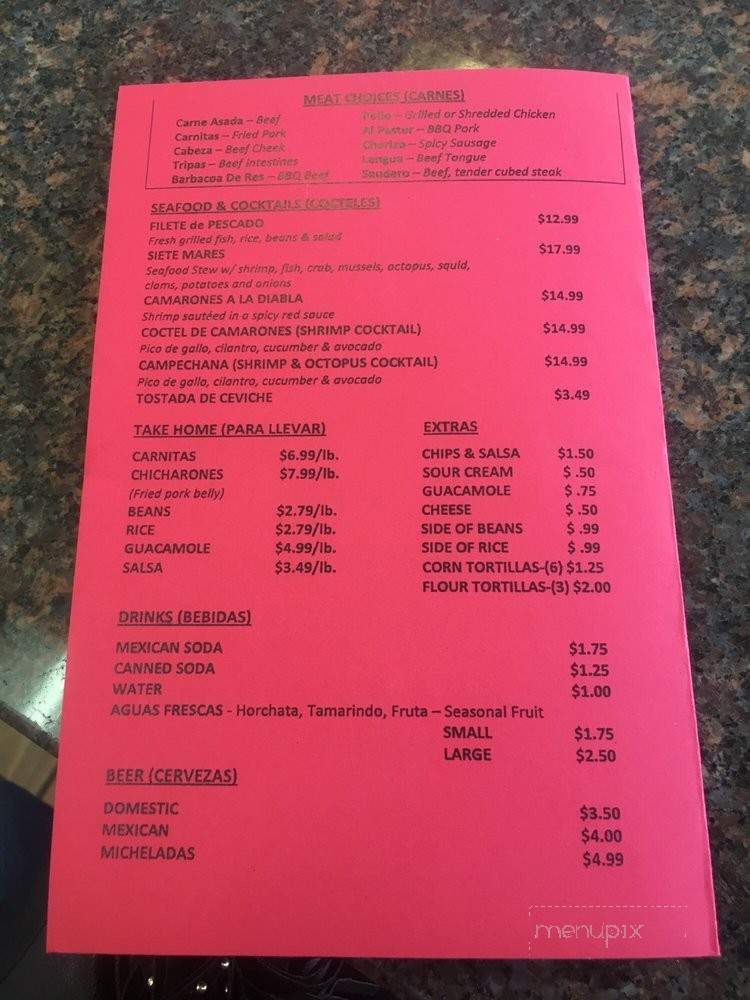 MEAT CHOICES (CARNES)
Carne Asada – Beef
Carnitas – Fried Pork
Cabeza – Beef Cheek
Tripas – Beef intestines
Barbacoa De Res – BBQ Beef
Pollo – Grilled or Shredded Chicken
Al Pastor – BBQ Pork
Chorizo – Spicy Sausage
Lengua – Beef Tongue
Suadero – Beef, tender cubed steak
SEAFOOD & COCKTAILS (COCTELES)
FILETE de PESCADO $12.99
Fresh grilled fish, rice, beans & salad
SIETE MARES $17.99
Seafood Stew w/ shrimp, fish, crab, mussels, octopus, squid,
clams, potatoes and onions
CAMARONES A LA DIABLA $14.99
Shrimp sautéed in a spicy red sauce
COCTEL DE CAMARONES (SHRIMP COCKTAIL) $14.99
Pico de gallo, cilantro, cucumber & avocado
CAMPECHANA (SHRIMP & OCTOPUS COCKTAIL) $14.99
Pico de gallo, cilantro, cucumber & avocado
TOSTADA DE CEVICHE $3.49
TAKE HOME (PARA LLEVAR)
CARNITAS $6.99/lb.
CHICHARONES $7.99/lb.
(Fried pork belly)
BEANS $2.79/lb.
RICE $2.79/lb.
GUACAMOLE $4.99/lb.
SALSA $3.49/lb.
EXTRAS
CHIPS & SALSA $1.50
SOUR CREAM $ .50
GUACAMOLE $ .75
CHEESE $ .50
SIDE OF BEANS $ .99
SIDE OF RICE $ .99
CORN TORTILLAS-(6) $1.25
FLOUR TORTILLAS-(3) $2.00
DRINKS (BEBIDAS)
MEXICAN SODA $1.75
CANNED SODA $1.25
WATER $1.00
AGUAS FRESCAS - Horchata, Tamarindo, Fruta – Seasonal Fruit
SMALL $1.75
LARGE $2.50
BEER (CERVEZAS)
DOMESTIC $3.50
MEXICAN $4.00
MICHELADAS $4.99
menupix